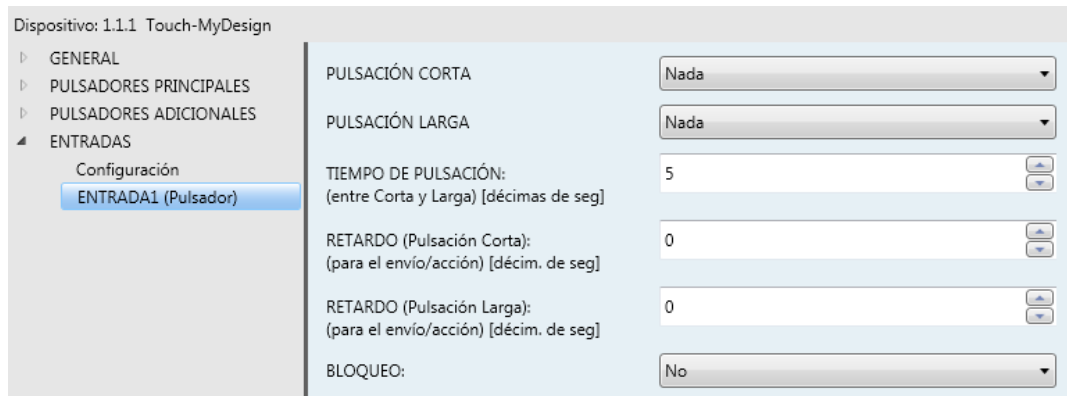 Dispositivo: 1.1.1 Touch-MyDesign
GENERAL
PULSADORES PRINCIPALES
PULSADORES ADICIONALES
ENTRADAS
Configuración
ENTRADA1 (Pulsador)
PULSACIÓN CORTA
Nada
PULSACIÓN LARGA
Nada
TIEMPO DE PULSACIÓN:
(entre Corta y Larga) [décimas de seg]
5
RETARDO (Pulsación Corta):
(para el envío/acción) [décim. de seg]
0
RETARDO (Pulsación Larga):
(para el envío/acción) [décim. de seg]
0
BLOQUEO:
No